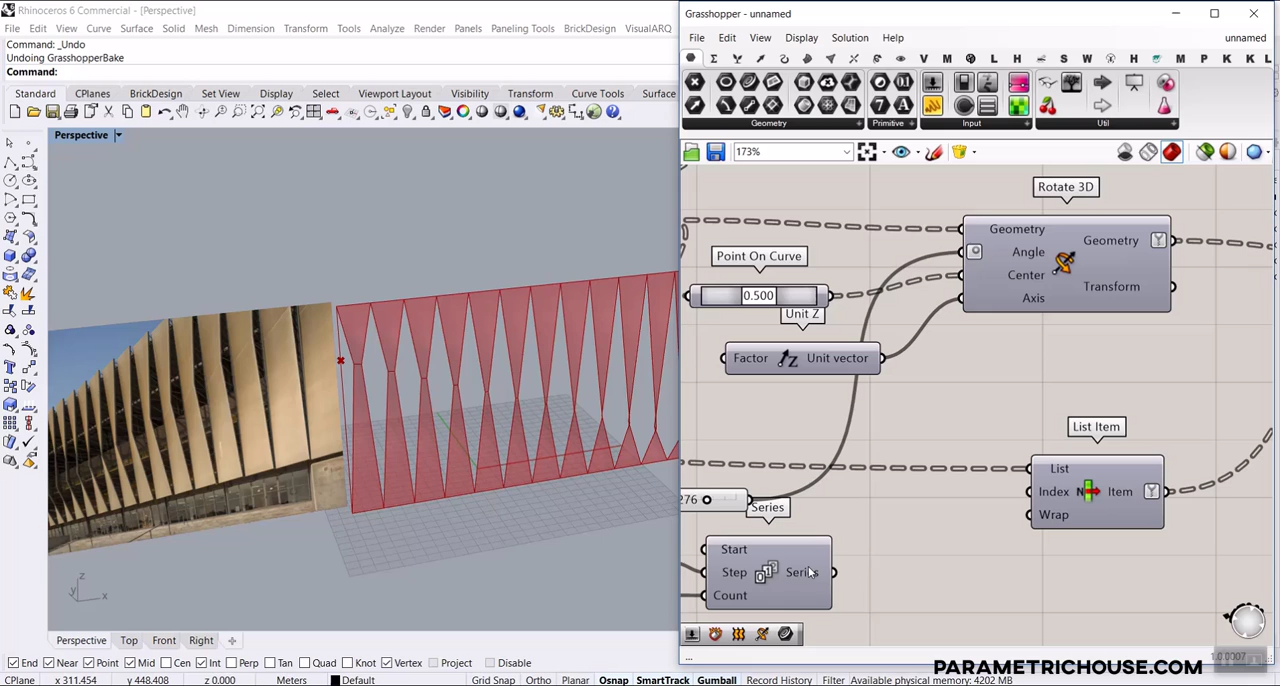 Rhinoceros 6 Commercial - [Perspective]
File Edit View Curve Surface Solid Mesh Dimension Transform Tools Analyze Render Panels Paneling Tools BrickDesign VisualARQ
Command: _Undo
Undoing GrasshopperBake
Command:
Standard CPlanes BrickDesign Set View Display Select Viewport Layout Visibility Transform Curve Tools Surface
Perspective
z
y
x
Perspective Top Front Right
End Near Point Mid Cen Int Perp Tan Quad Knot Vertex Project Disable
CPlane x 311.454 y 448.408 z 0.000 Meters Default Grid Snap Ortho Planar Osnap SmartTrack Gumball Record History Filter Available physical memory: 4202 MB
Grasshopper - unnamed
File Edit View Display Solution Help unnamed
V M L H S W H M P K K L
Geometry Primitive Input Util
173%
Rotate 3D
Geometry
Angle
Center
Axis
Geometry
Transform
Point On Curve
0.500
Unit Z
Factor Unit vector
List Item
List
Index Item
Wrap
276
Series
Start
Step Series
Count
...
1.0.0007
PARAMETRICHOUSE.COM